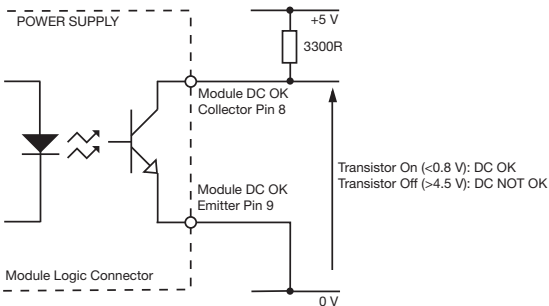 POWER SUPPLY
+5 V
3300R
Module DC OK
Collector Pin 8
Transistor On (<0.8 V): DC OK
Transistor Off (>4.5 V): DC NOT OK
Module DC OK
Emitter Pin 9
Module Logic Connector
0 V